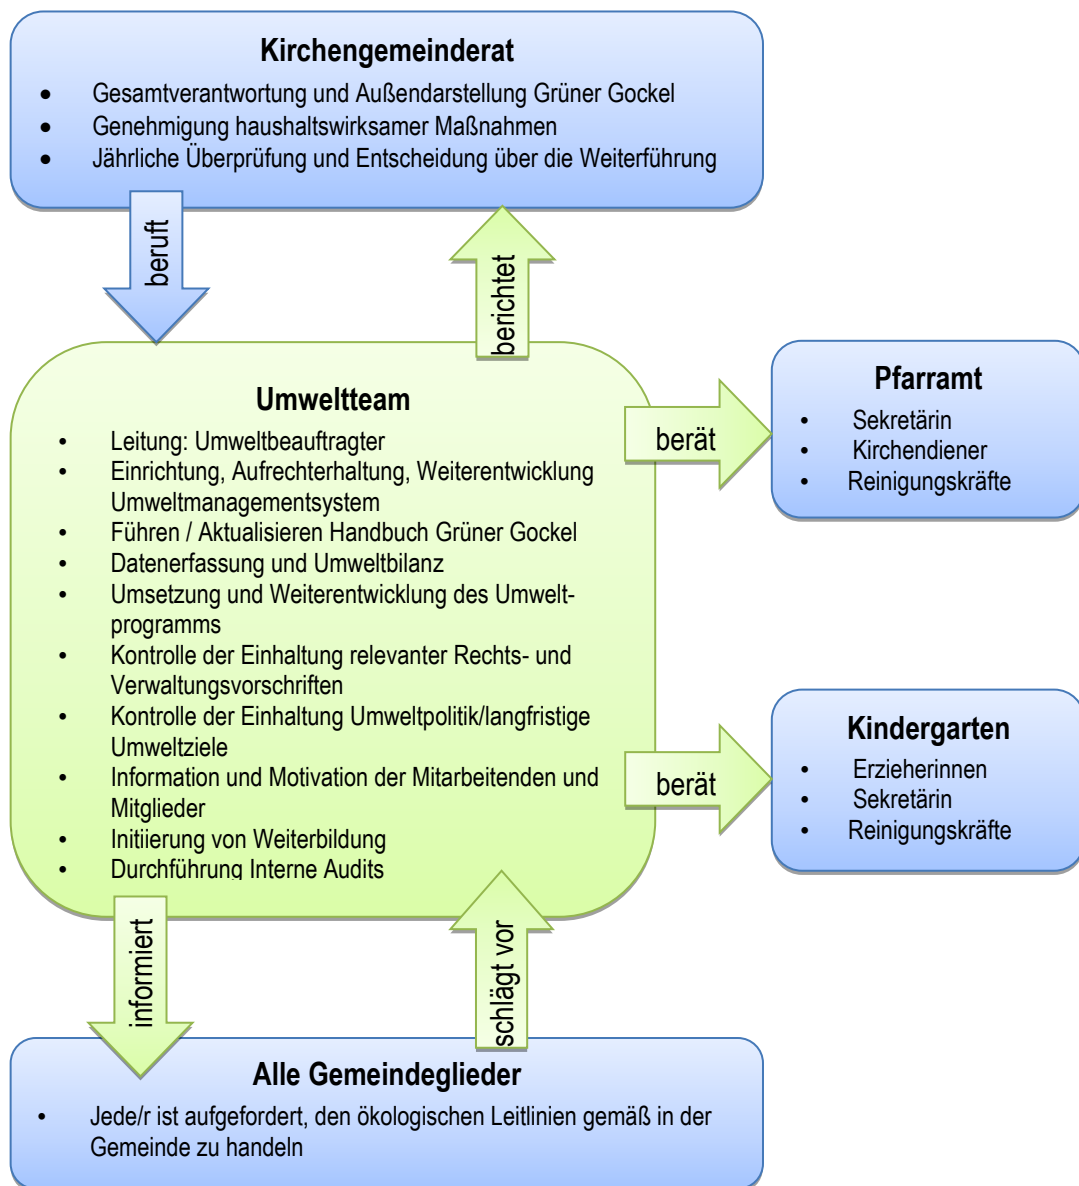 Kirchengemeinderat
• Gesamtverantwortung und Außendarstellung Grüner Gockel
• Genehmigung haushaltswirksamer Maßnahmen
• Jährliche Überprüfung und Entscheidung über die Weiterführung
beruft
berichtet
Umweltteam
• Leitung: Umweltbeauftragter
• Einrichtung, Aufrechterhaltung, Weiterentwicklung
Umweltmanagementsystem
• Führen / Aktualisieren Handbuch Grüner Gockel
• Datenerfassung und Umweltbilanz
• Umsetzung und Weiterentwicklung des Umwelt-
programms
• Kontrolle der Einhaltung relevanter Rechts- und
Verwaltungsvorschriften
• Kontrolle der Einhaltung Umweltpolitik/langfristige
Umweltziele
• Information und Motivation der Mitarbeitenden und
Mitglieder
• Initiierung von Weiterbildung
• Durchführung Interne Audits
berät
Pfarramt
• Sekretärin
• Kirchendiener
• Reinigungskräfte
berät
Kindergarten
• Erzieherinnen
• Sekretärin
• Reinigungskräfte
informiert
schlägt vor
Alle Gemeindeglieder
• Jede/r ist aufgefordert, den ökologischen Leitlinien gemäß in der
Gemeinde zu handeln